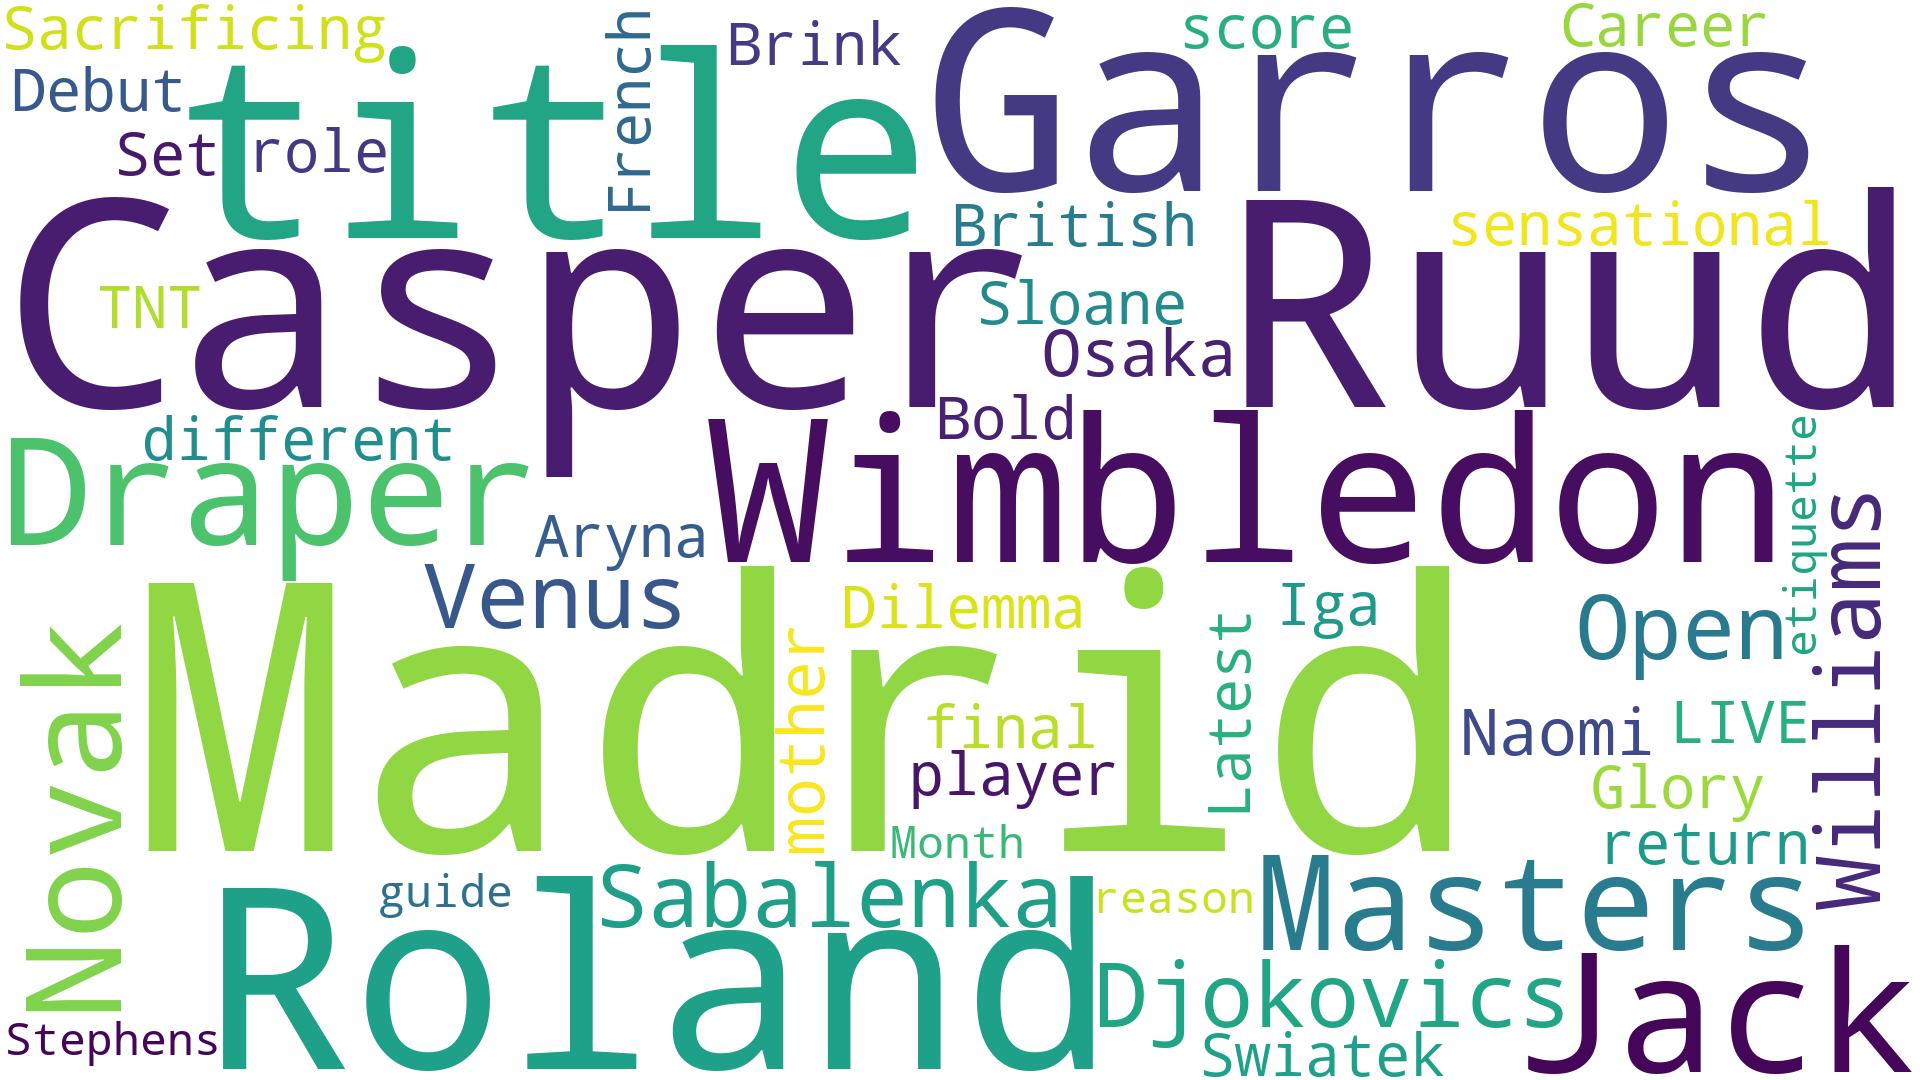 Sacrificing
title
French
Brink
Garros
score
Career
Debut
Set
role
Casper
British
Ruud
sensational
TNT
Sloane
Osaka
different
Bold
Draper
Wimbledon
etiquette
Aryna
Williams
Venus
Dilemma
Iga
Open
Novak
Madrid
mother
Latest
final
Naomi
LIVE
player
Glory
Month
return
guide
Sabalenka
reason
Masters
Roland
Djokovics
Jack
Stephens
Swiatek